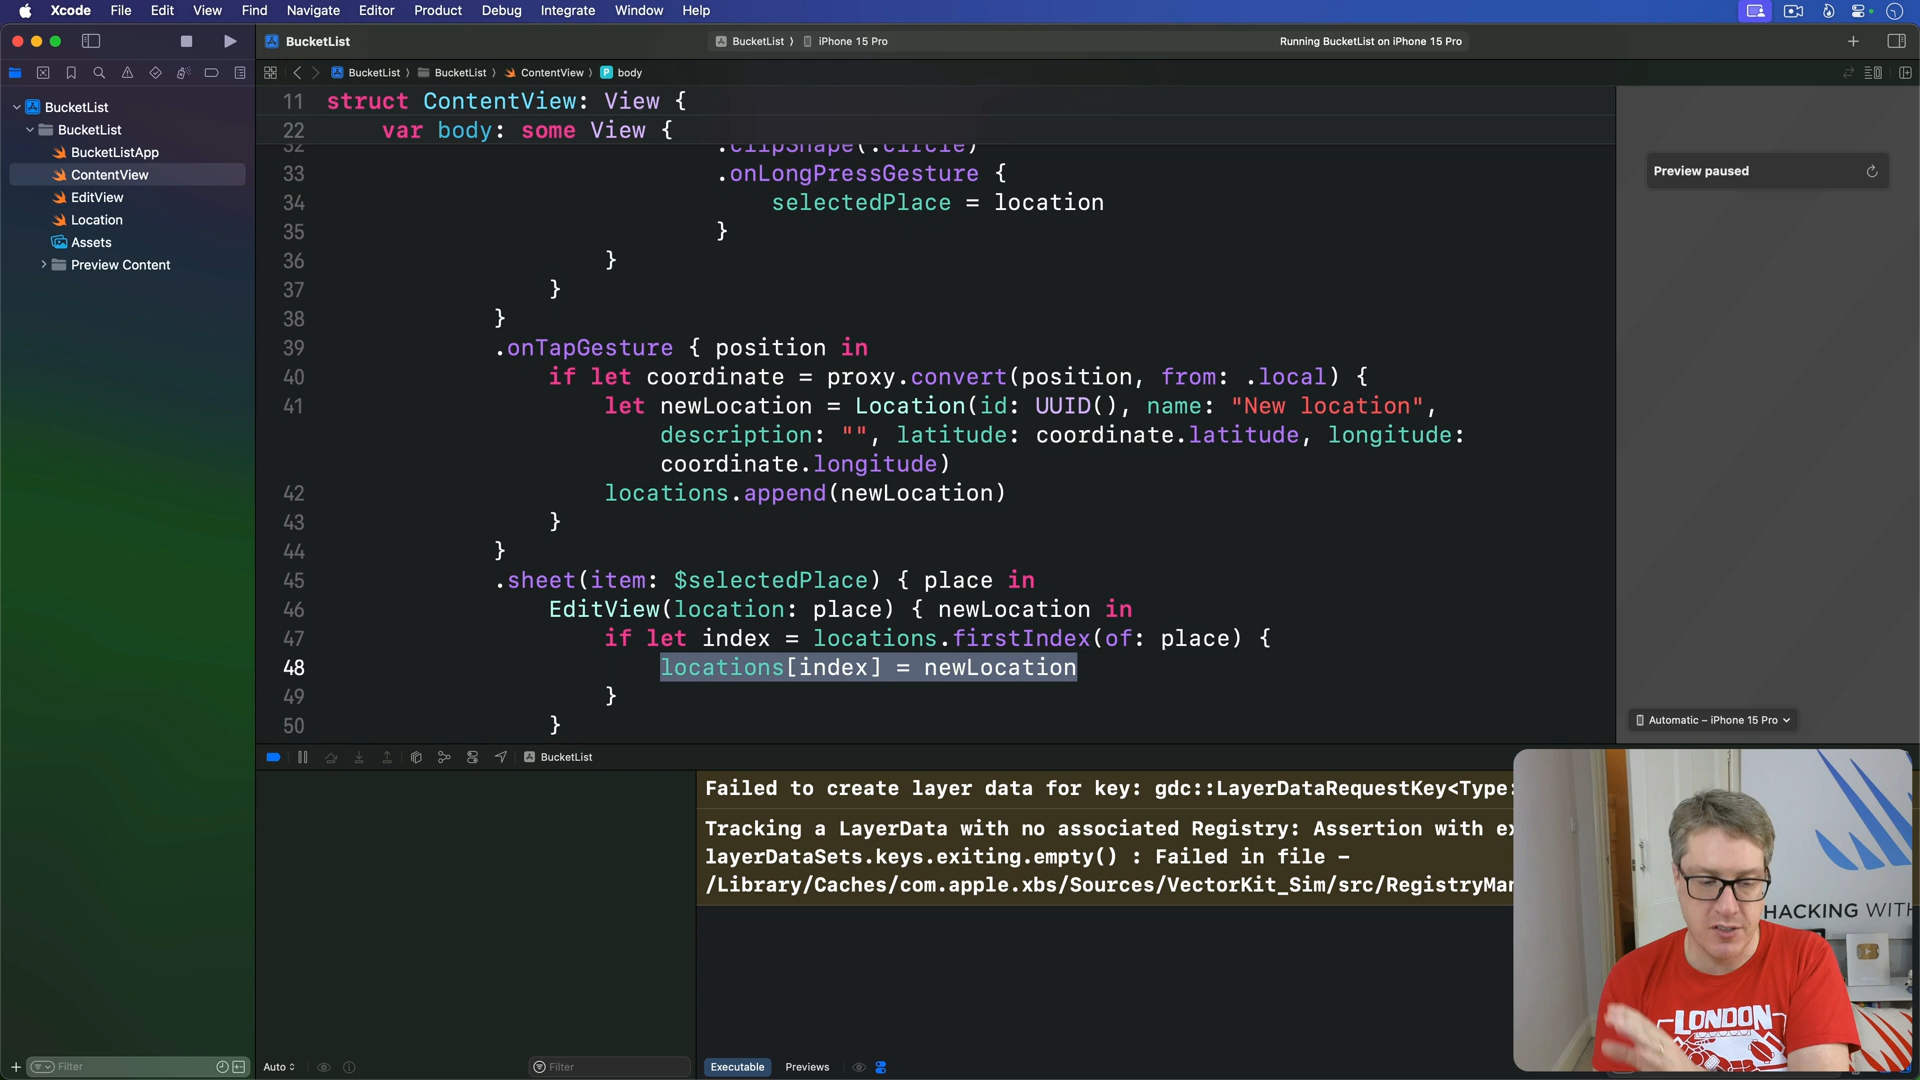 Xcode File Edit View Find Navigate Editor Product Debug Integrate Window Help
BucketList
BucketList
iPhone 15 Pro
Running BucketList on iPhone 15 Pro
BucketList
BucketList
ContentView
body
BucketList
BucketList
BucketListApp
ContentView
EditView
Location
Assets
Preview Content
11 struct ContentView: View {
22 var body: some View {
32 .clipShape(.circle)
33 .onLongPressGesture {
34 selectedPlace = location
35 }
36 }
37 }
38 }
39 .onTapGesture { position in
40 if let coordinate = proxy.convert(position, from: .local) {
41 let newLocation = Location(id: UUID(), name: "New location",
description: "", latitude: coordinate.latitude, longitude:
coordinate.longitude)
42 locations.append(newLocation)
43 }
44 }
45 .sheet(item: $selectedPlace) { place in
46 EditView(location: place) { newLocation in
47 if let index = locations.firstIndex(of: place) {
48 locations[index] = newLocation
49 }
50 }
Preview paused
Automatic – iPhone 15 Pro
BucketList
Failed to create layer data for key: gdc::LayerDataRequestKey<Type:
Tracking a LayerData with no associated Registry: Assertion with ex
layerDataSets.keys.exiting.empty() : Failed in file -
/Library/Caches/com.apple.xbs/Sources/VectorKit_Sim/src/RegistryMan
HACKING WITH
LONDON
Filter
Auto
Filter
Executable
Previews